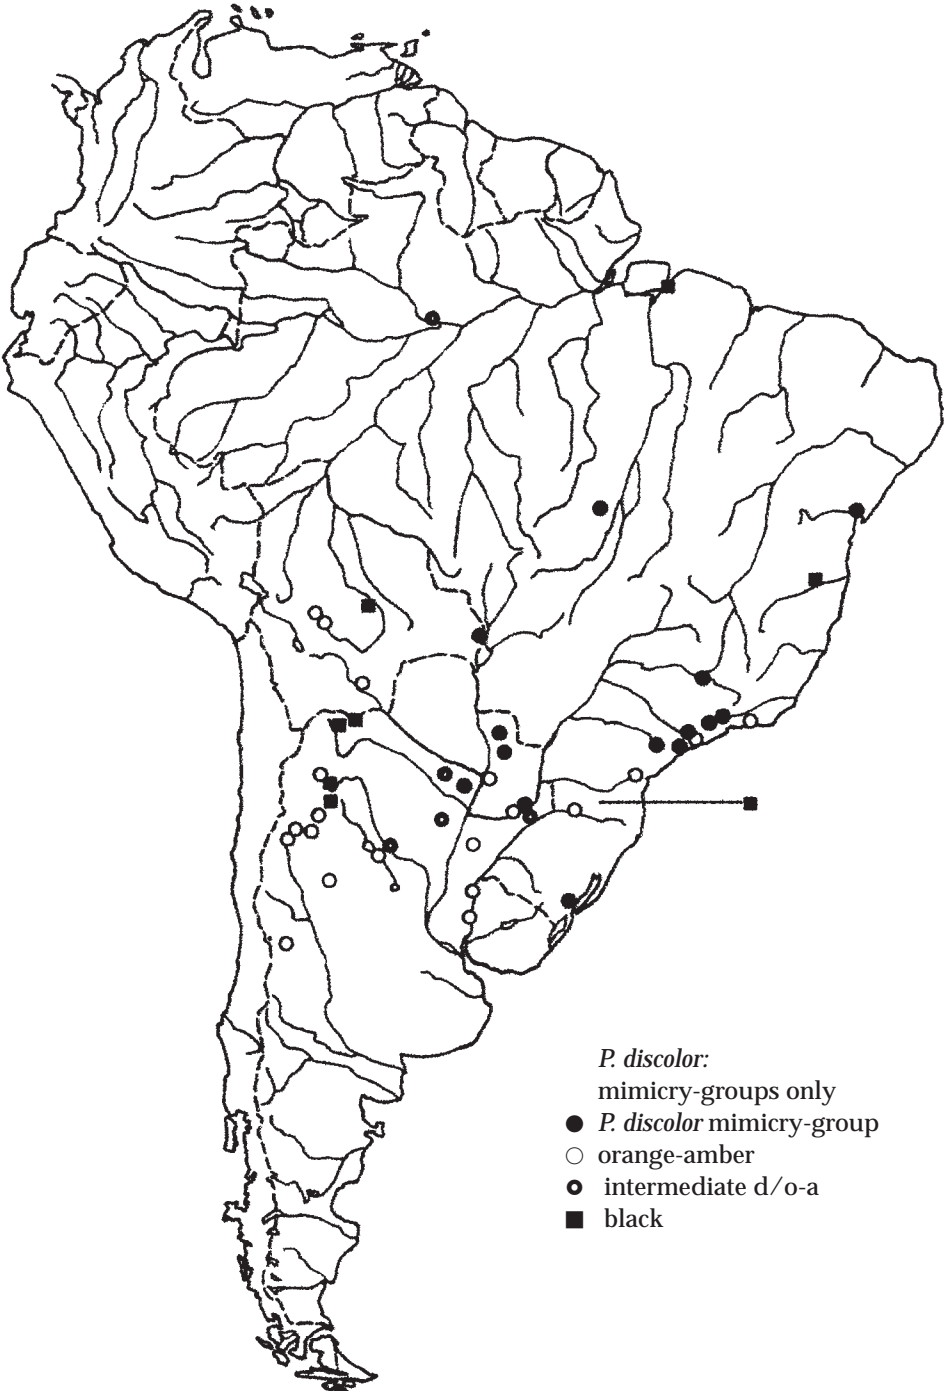 P. discolor:
mimicry-groups only
P. discolor mimicry-group
orange-amber
intermediate d/o-a
black